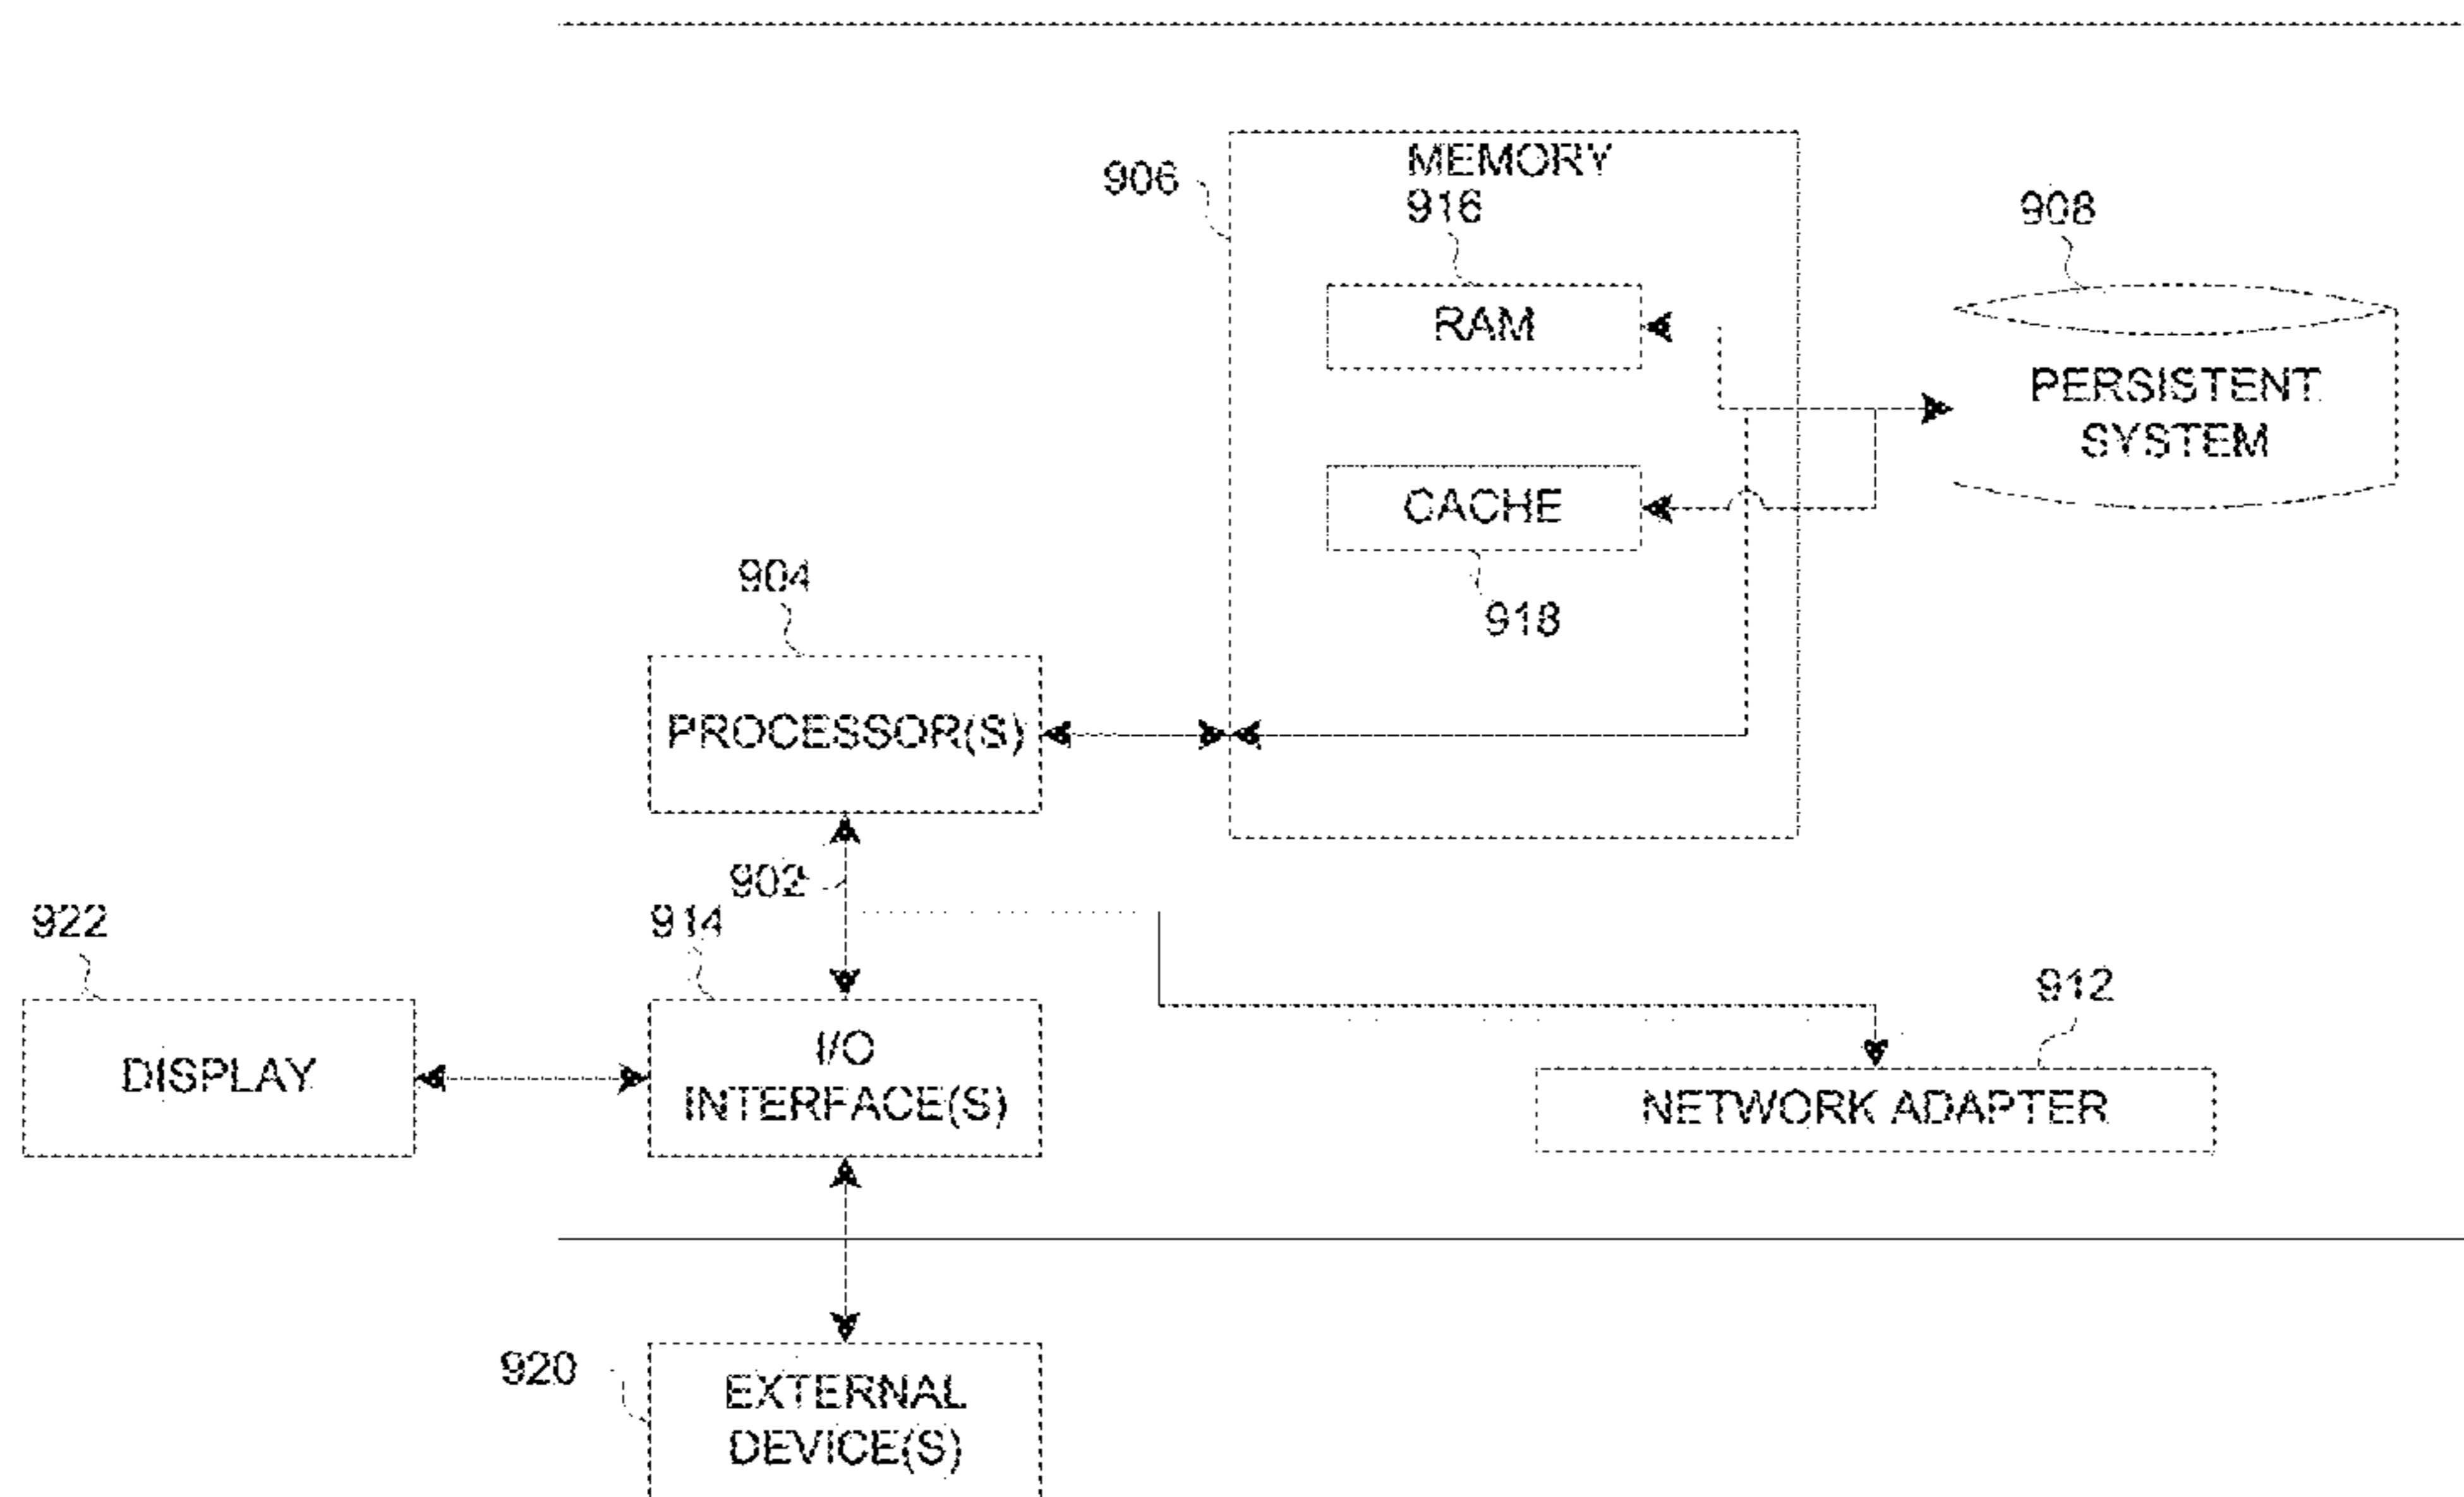 MEMORY
906
916
908
RAM
PERSISTENT
SYSTEM
CACHE
918
904
PROCESSOR(S)
902
922
914
912
DISPLAY
I/O
INTERFACE(S)
NETWORK ADAPTER
920
EXTERNAL
DEVICE(S)